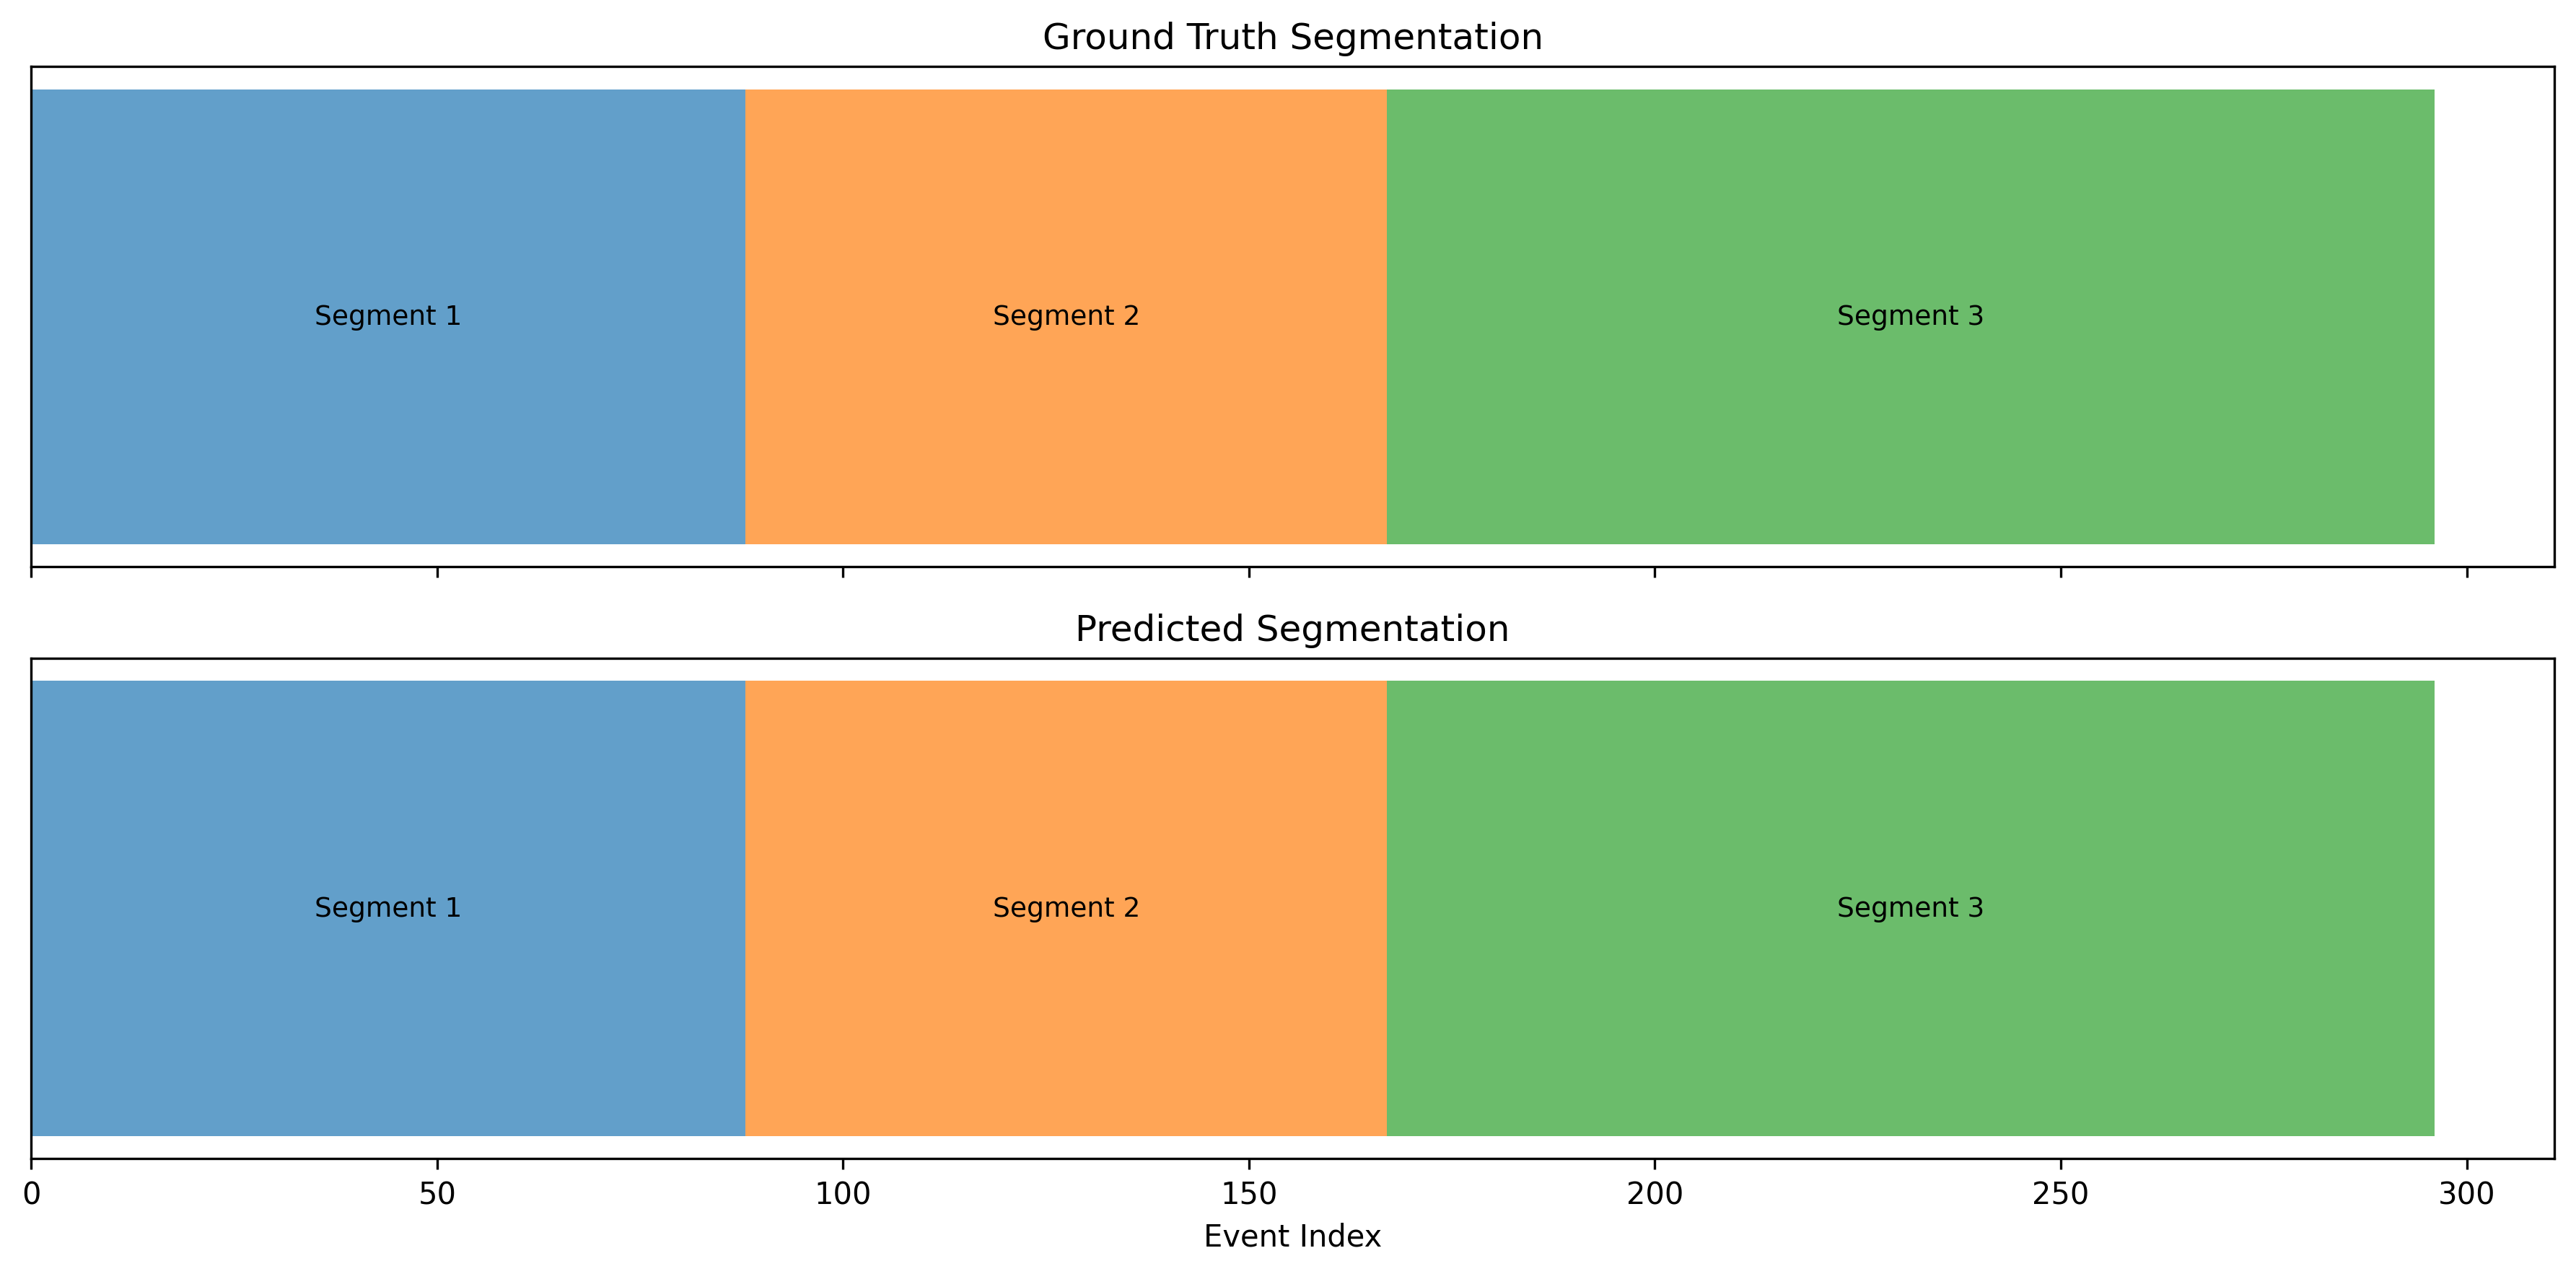 Ground Truth Segmentation
Segment 1 Segment 2 Segment 3
Predicted Segmentation
Segment 1 Segment 2 Segment 3
0 50 100 150 200 250 300
Event Index